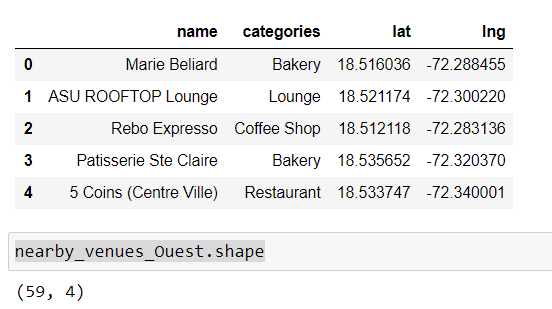 name categories lat lng
0 Marie Beliard Bakery 18.516036 -72.288455
1 ASU ROOFTOP Lounge Lounge 18.521174 -72.300220
2 Rebo Expresso Coffee Shop 18.512118 -72.283136
3 Patisserie Ste Claire Bakery 18.535652 -72.320370
4 5 Coins (Centre Ville) Restaurant 18.533747 -72.340001
nearby_venues_Ouest.shape
(59, 4)